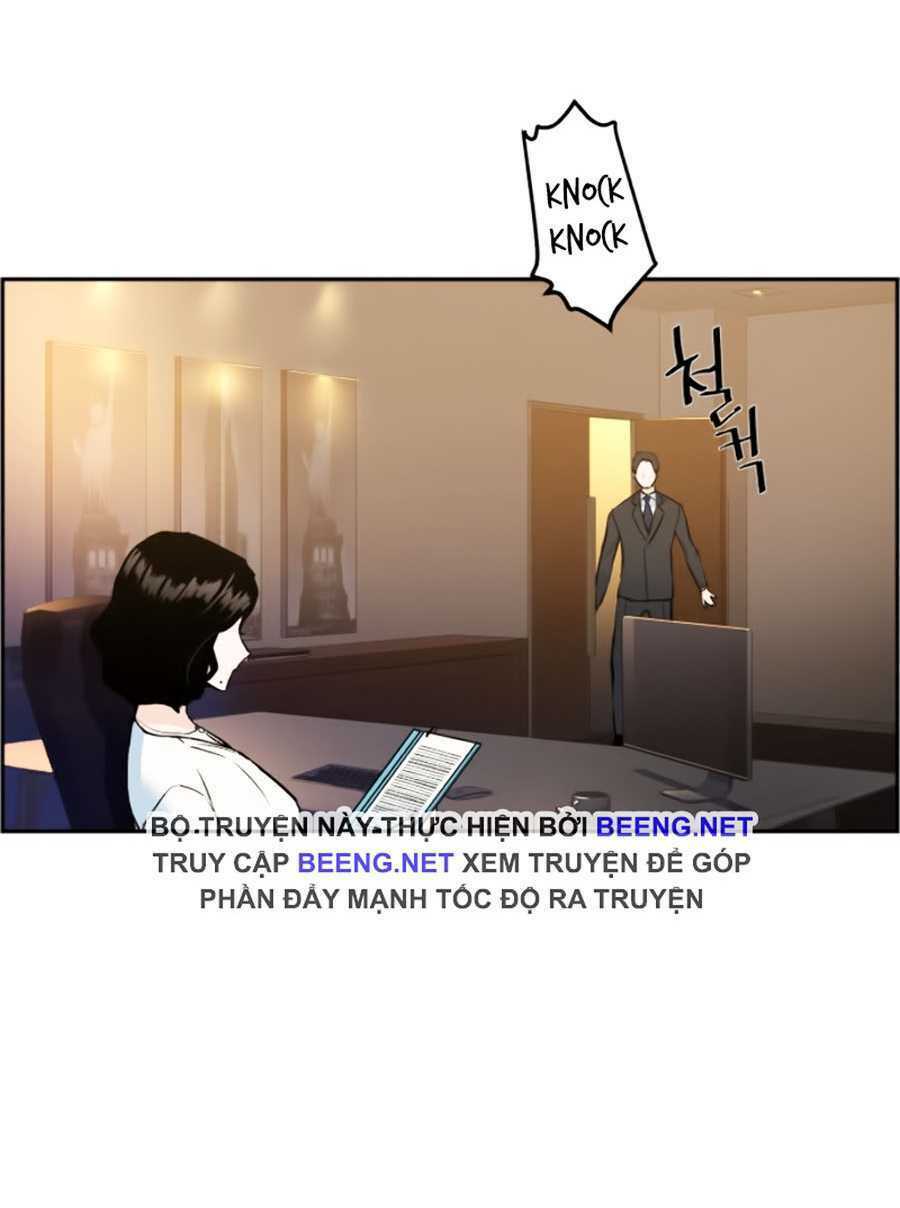 KNOCK
KNOCK
철컥
BỘ TRUYỆN NÀY THỰC HIỆN BỞI BEENG.NET
TRUY CẬP BEENG.NET XEM TRUYỆN ĐỂ GÓP
PHẦN ĐẨY MẠNH TỐC ĐỘ RA TRUYỆN